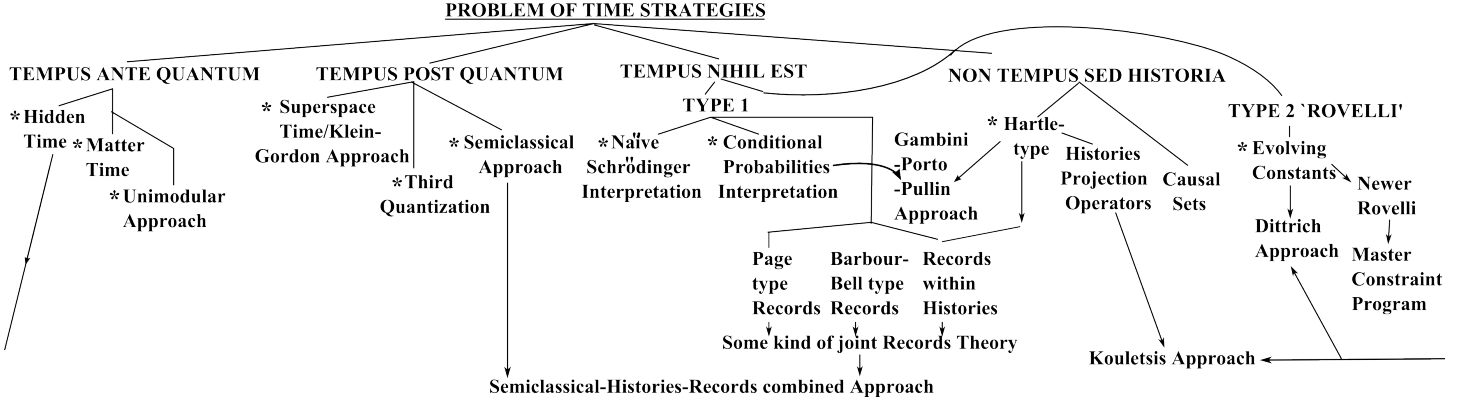 PROBLEM OF TIME STRATEGIES
TEMPUS ANTE QUANTUM
* Hidden
Time
* Matter
Time
* Unimodular
Approach
TEMPUS POST QUANTUM
* Superspace
Time/Klein-
Gordon Approach
* Third
Quantization
* Semiclassical
Approach
TEMPUS NIHIL EST
TYPE 1
* Naïve
Schrödinger
Interpretation
* Conditional
Probabilities
Interpretation
NON TEMPUS SED HISTORIA
Gambini
-Porto
-Pullin
Approach
* Hartle-
type
Histories
Projection
Operators
Causal
Sets
TYPE 2 `ROVELLI'
* Evolving
Constants
Newer
Rovelli
Dittrich
Approach
Master
Constraint
Program
Page
type
Records
Barbour-
Bell type
Records
Records
within
Histories
Some kind of joint Records Theory
Kouletsis Approach
Semiclassical-Histories-Records combined Approach